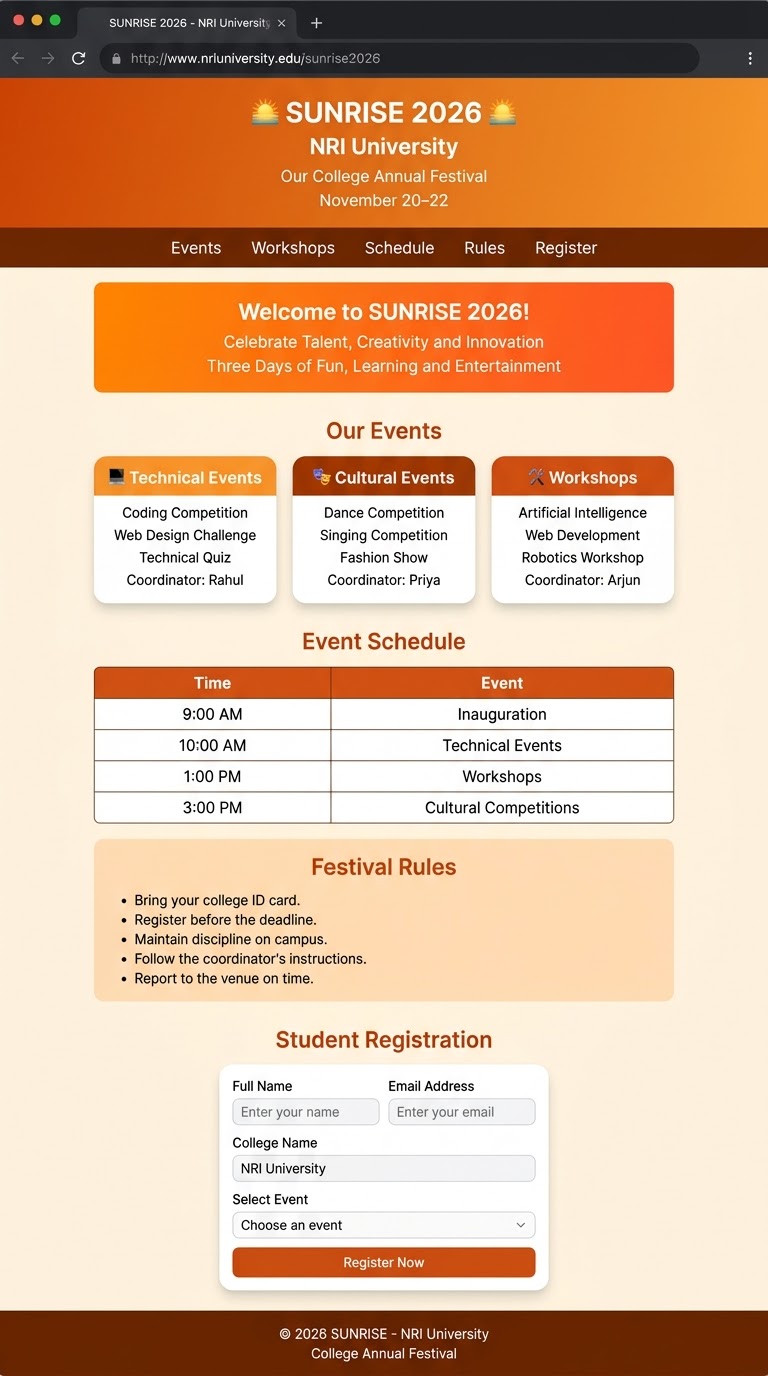 SUNRISE 2026 - NRI University
http://www.nrluniversity.edu/sunrise2026
SUNRISE 2026
NRI University
Our College Annual Festival
November 20–22
Events Workshops Schedule Rules Register
Welcome to SUNRISE 2026!
Celebrate Talent, Creativity and Innovation
Three Days of Fun, Learning and Entertainment
Our Events
Technical Events
Coding Competition
Web Design Challenge
Technical Quiz
Coordinator: Rahul
Cultural Events
Dance Competition
Singing Competition
Fashion Show
Coordinator: Priya
Workshops
Artificial Intelligence
Web Development
Robotics Workshop
Coordinator: Arjun
Event Schedule
Time Event
9:00 AM Inauguration
10:00 AM Technical Events
1:00 PM Workshops
3:00 PM Cultural Competitions
Festival Rules
• Bring your college ID card.
• Register before the deadline.
• Maintain discipline on campus.
• Follow the coordinator's instructions.
• Report to the venue on time.
Student Registration
Full Name Email Address
Enter your name Enter your email
College Name
NRI University
Select Event
Choose an event
Register Now
© 2026 SUNRISE - NRI University
College Annual Festival